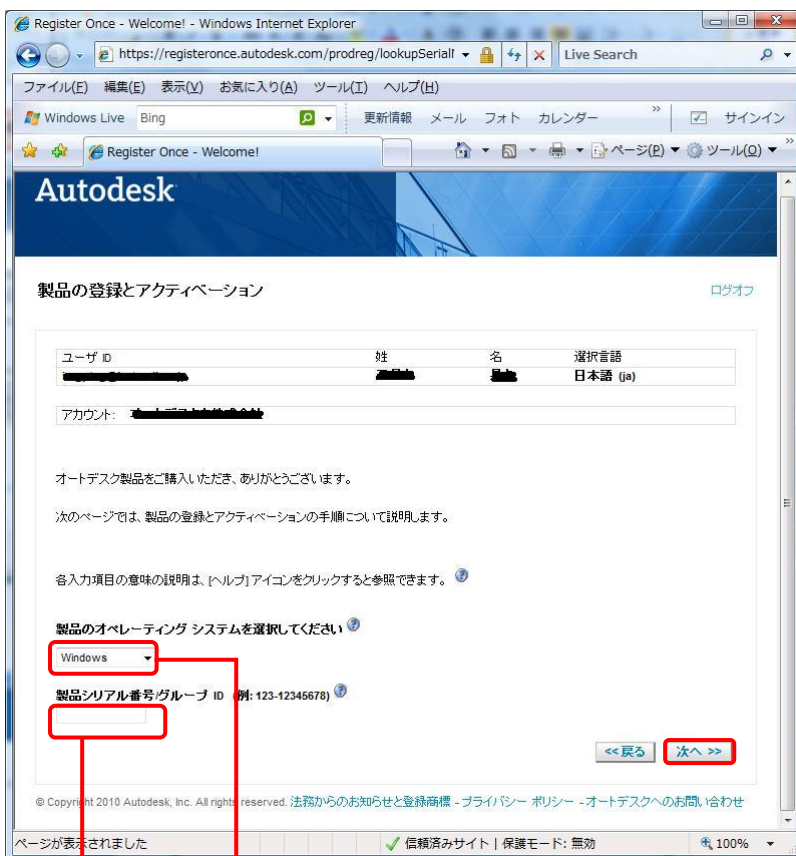 Register Once - Welcome! - Windows Internet Explorer
https://registeronce.autodesk.com/prodreg/lookupSerialN
Live Search
ファイル(F) 編集(E) 表示(V) お気に入り(A) ツール(T) ヘルプ(H)
Windows Live Bing 更新情報 メール フォト カレンダー » サインイン
Register Once - Welcome! ページ(P) ツール(O) »
Autodesk
製品の登録とアクティベーション ログオフ
ユーザ ID 姓 名 選択言語
日本語 (ja)
アカウント:
オートデスク製品をご購入いただき、ありがとうございます。
次のページでは、製品の登録とアクティベーションの手順について説明します。
各入力項目の意味の説明は、[ヘルプ] アイコンをクリックすると参照できます。
製品のオペレーティング システムを選択してください
Windows
製品シリアル番号/グループ ID (例: 123-12345678)
<<戻る 次へ >>
© Copyright 2010 Autodesk, Inc. All rights reserved. 法務からのお知らせと登録商標 - プライバシー ポリシー - オートデスクへのお問い合わせ
ページが表示されました 信頼済みサイト | 保護モード: 無効 100%